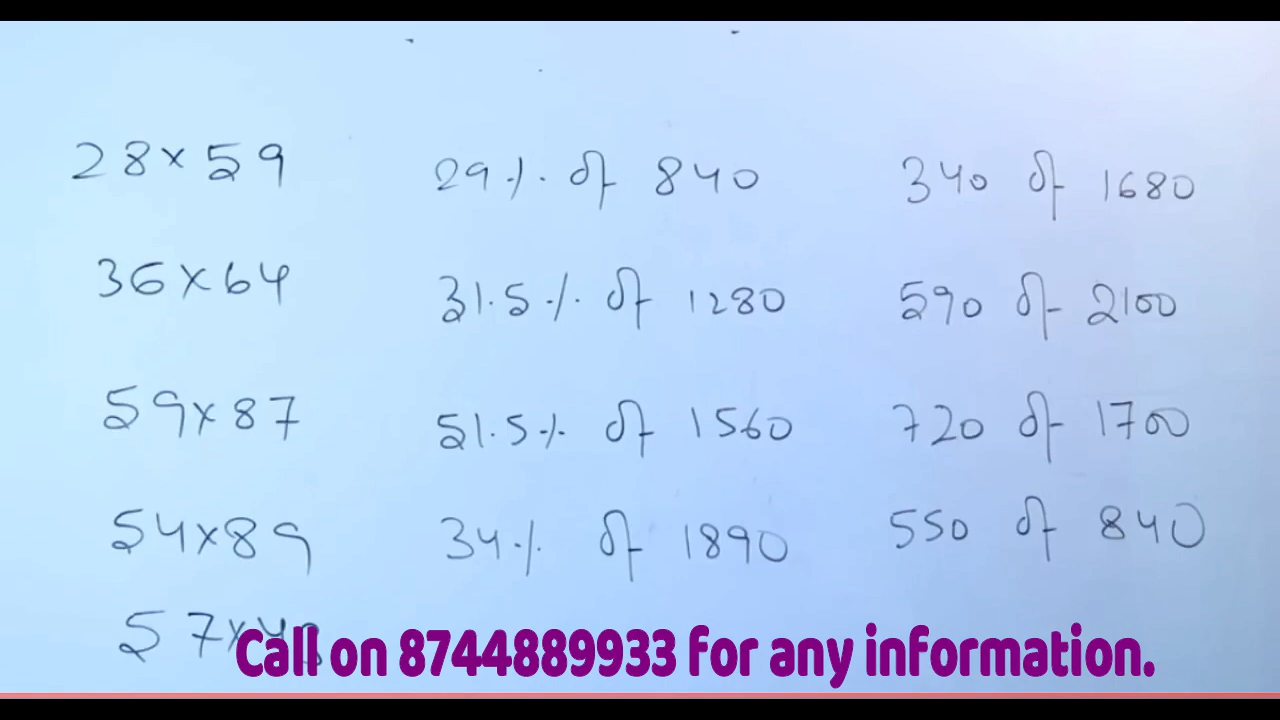 28×59 29% of 840 340 of 1680
36×64 31.5% of 1280 590 of 2100
59×87 51.5% of 1560 720 of 1700
54×89 34% of 1890 550 of 840
57×
Call on 8744889933 for any information.